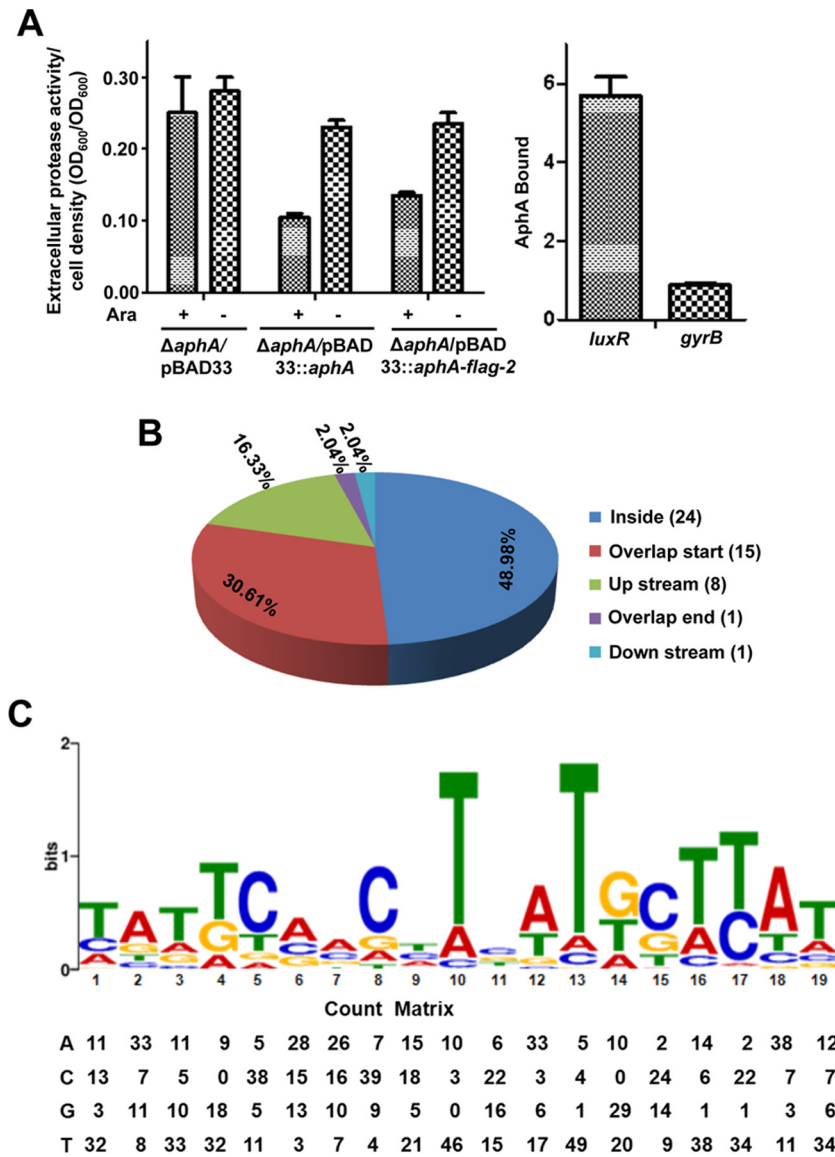 A
Extracellular protease activity/
cell density (OD600/OD600)
0.30
0.20
0.10
0.00
Ara + - + - + -
ΔaphA/
pBAD33
ΔaphA/pBAD
33::aphA
ΔaphA/pBAD
33::aphA-flag-2
AphA Bound
6
4
2
0
luxR gyrB
B
16.33%
2.04%
2.04%
48.98%
30.61%
Inside (24)
Overlap start (15)
Up stream (8)
Overlap end (1)
Down stream (1)
C
bits
2
1
0
1 2 3 4 5 6 7 8 9 10 11 12 13 14 15 16 17 18 19
Count Matrix
A 11 33 11 9 5 28 26 7 15 10 6 33 5 10 2 14 2 38 12
C 13 7 5 0 38 15 16 39 18 3 22 3 4 0 24 6 22 7 7
G 3 11 10 18 5 13 10 9 5 0 16 6 1 29 14 1 1 3 6
T 32 8 33 32 11 3 7 4 21 46 15 17 49 20 9 38 34 11 34